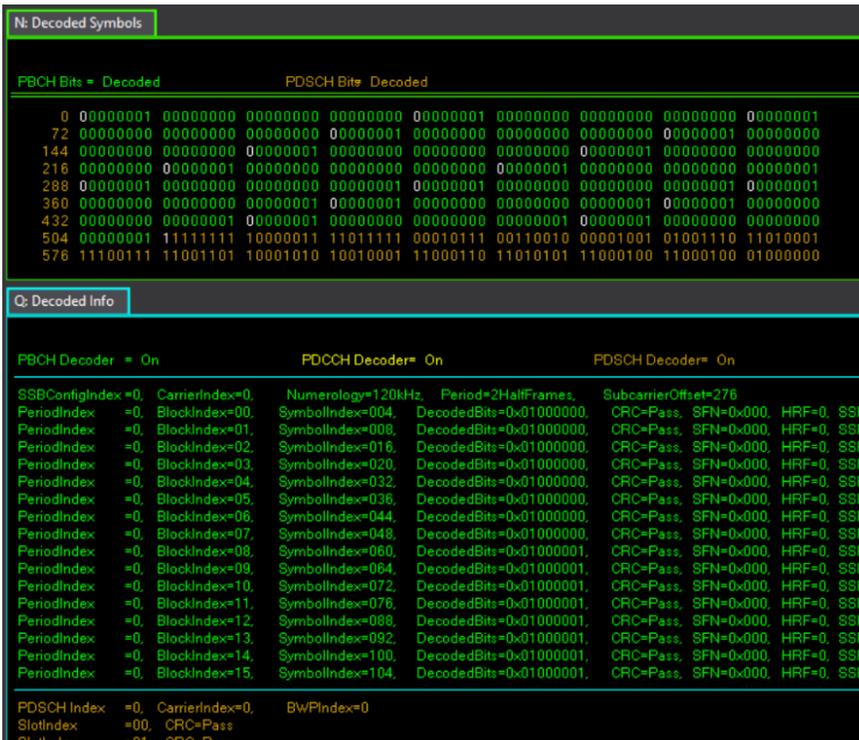 N: Decoded Symbols
PBCH Bits = Decoded PDSCH Bits= Decoded
0 00000001 00000000 00000000 00000000 00000001 00000000 00000000 00000000 00000001
72 00000000 00000000 00000000 00000001 00000000 00000000 00000000 00000001 00000000
144 00000000 00000000 00000001 00000000 00000000 00000000 00000001 00000000 00000000
216 00000000 00000001 00000000 00000000 00000000 00000001 00000000 00000000 00000000
288 00000001 00000000 00000000 00000001 00000001 00000000 00000000 00000001 00000001
360 00000000 00000000 00000001 00000001 00000000 00000000 00000001 00000001 00000000
432 00000000 00000001 00000001 00000000 00000000 00000001 00000001 00000000 00000000
504 00000001 11111111 10000011 11011111 00010111 00110010 00001001 01001110 11010001
576 11100111 11001101 10001010 10010001 11000110 11010101 11000100 11000100 01000000
Q: Decoded Info
PBCH Decoder = On PDCCH Decoder= On PDSCH Decoder= On
SSBConfigIndex =0, CarrierIndex=0, Numerology=120kHz, Period=2HalfFrames, SubcarrierOffset=276
PeriodIndex =0, BlockIndex=00, SymbolIndex=004, DecodedBits=0x01000000, CRC=Pass, SFN=0x000, HRF=0, SS
PeriodIndex =0, BlockIndex=01, SymbolIndex=008, DecodedBits=0x01000000, CRC=Pass, SFN=0x000, HRF=0, SS
PeriodIndex =0, BlockIndex=02, SymbolIndex=016, DecodedBits=0x01000000, CRC=Pass, SFN=0x000, HRF=0, SS
PeriodIndex =0, BlockIndex=03, SymbolIndex=020, DecodedBits=0x01000000, CRC=Pass, SFN=0x000, HRF=0, SS
PeriodIndex =0, BlockIndex=04, SymbolIndex=032, DecodedBits=0x01000000, CRC=Pass, SFN=0x000, HRF=0, SS
PeriodIndex =0, BlockIndex=05, SymbolIndex=036, DecodedBits=0x01000000, CRC=Pass, SFN=0x000, HRF=0, SS
PeriodIndex =0, BlockIndex=06, SymbolIndex=044, DecodedBits=0x01000000, CRC=Pass, SFN=0x000, HRF=0, SS
PeriodIndex =0, BlockIndex=07, SymbolIndex=048, DecodedBits=0x01000000, CRC=Pass, SFN=0x000, HRF=0, SS
PeriodIndex =0, BlockIndex=08, SymbolIndex=060, DecodedBits=0x01000001, CRC=Pass, SFN=0x000, HRF=0, SS
PeriodIndex =0, BlockIndex=09, SymbolIndex=064, DecodedBits=0x01000001, CRC=Pass, SFN=0x000, HRF=0, SS
PeriodIndex =0, BlockIndex=10, SymbolIndex=072, DecodedBits=0x01000001, CRC=Pass, SFN=0x000, HRF=0, SS
PeriodIndex =0, BlockIndex=11, SymbolIndex=076, DecodedBits=0x01000001, CRC=Pass, SFN=0x000, HRF=0, SS
PeriodIndex =0, BlockIndex=12, SymbolIndex=088, DecodedBits=0x01000001, CRC=Pass, SFN=0x000, HRF=0, SS
PeriodIndex =0, BlockIndex=13, SymbolIndex=092, DecodedBits=0x01000001, CRC=Pass, SFN=0x000, HRF=0, SS
PeriodIndex =0, BlockIndex=14, SymbolIndex=100, DecodedBits=0x01000001, CRC=Pass, SFN=0x000, HRF=0, SS
PeriodIndex =0, BlockIndex=15, SymbolIndex=104, DecodedBits=0x01000001, CRC=Pass, SFN=0x000, HRF=0, SS
PDSCH Index =0, CarrierIndex=0, BWPIndex=0
SlotIndex =00, CRC=Pass